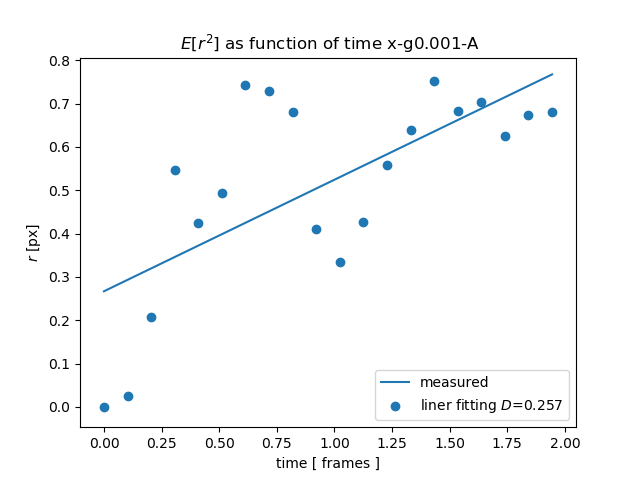 E[r²] as function of time x-g0.001-A
0.8
0.7
0.6
0.5
0.4
0.3
0.2
0.1
0.0
r [px]
measured
liner fitting D=0.257
0.00 0.25 0.50 0.75 1.00 1.25 1.50 1.75 2.00
time [ frames ]